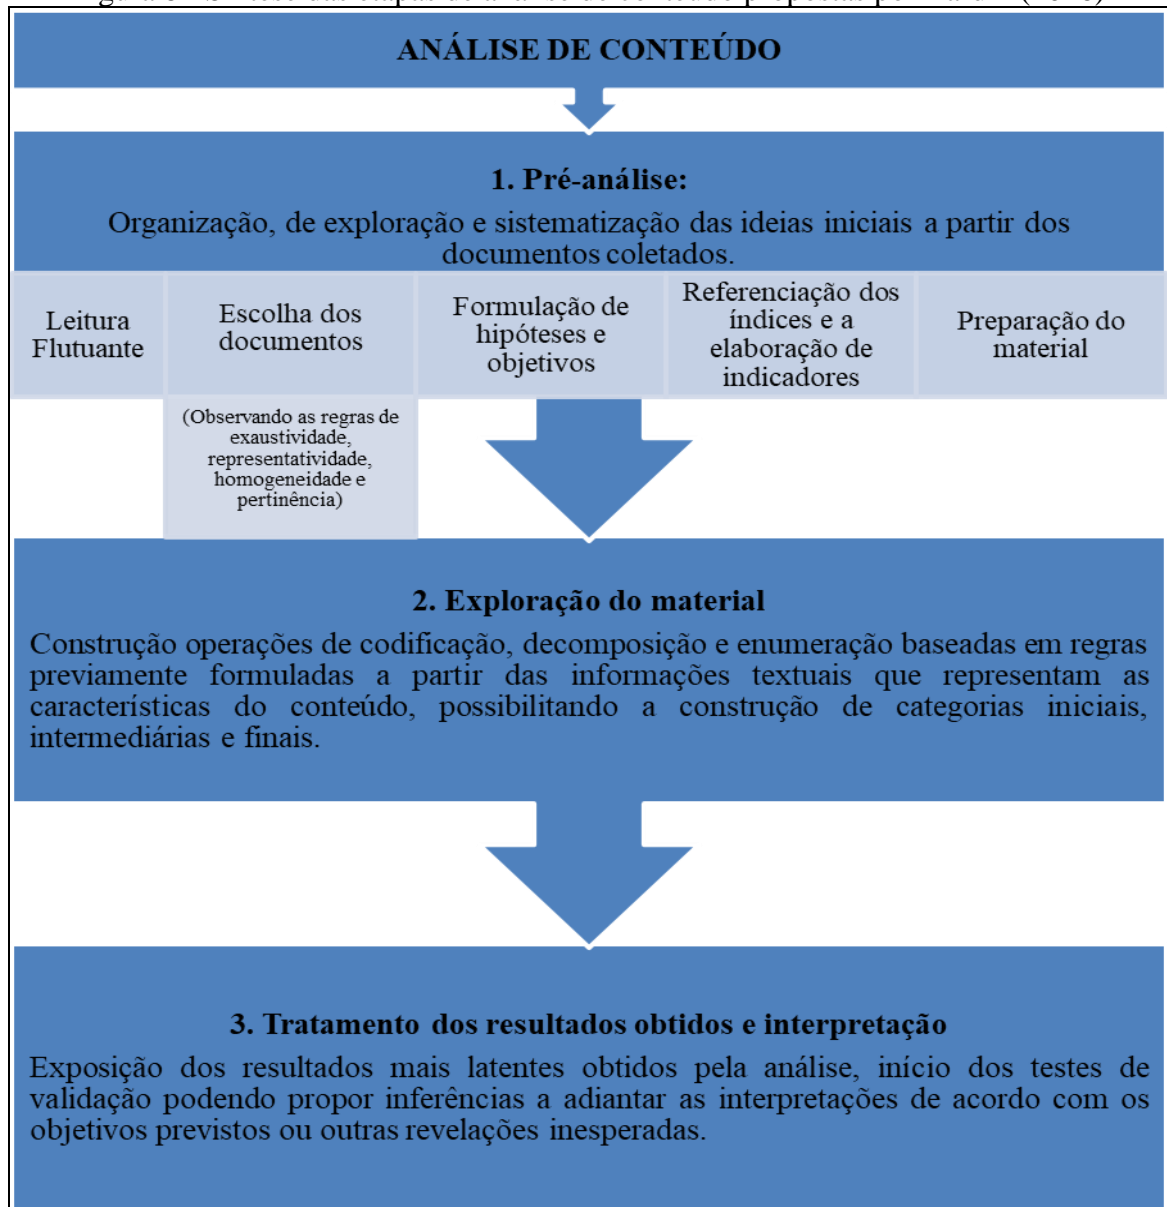 ANÁLISE DE CONTEÚDO
1. Pré-análise:
Organização, de exploração e sistematização das ideias iniciais a partir dos
documentos coletados.
Leitura
Flutuante
Escolha dos
documentos
(Observando as regras de
exaustividade,
representatividade,
homogeneidade e
pertinência)
Formulação de
hipóteses e
objetivos
Referenciação dos
índices e a
elaboração de
indicadores
Preparação do
material
2. Exploração do material
Construção operações de codificação, decomposição e enumeração baseadas em regras
previamente formuladas a partir das informações textuais que representam as
características do conteúdo, possibilitando a construção de categorias iniciais,
intermediárias e finais.
3. Tratamento dos resultados obtidos e interpretação
Exposição dos resultados mais latentes obtidos pela análise, início dos testes de
validação podendo propor inferências a adiantar as interpretações de acordo com os
objetivos previstos ou outras revelações inesperadas.